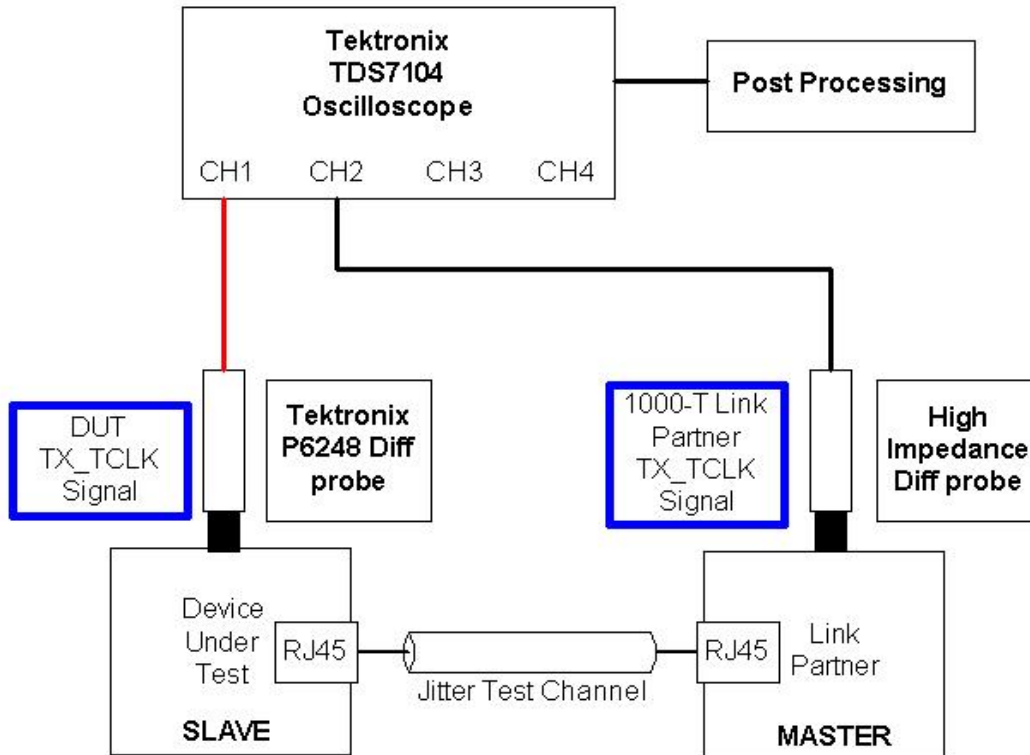 Tektronix
TDS7104
Oscilloscope
CH1
CH2
CH3
CH4
Post Processing
DUT
TX_TCLK
Signal
Tektronix
P6248 Diff
probe
1000-T Link
Partner
TX_TCLK
Signal
High
Impedance
Diff probe
Device
Under
Test
RJ45
SLAVE
Jitter Test Channel
RJ45
Link
Partner
MASTER